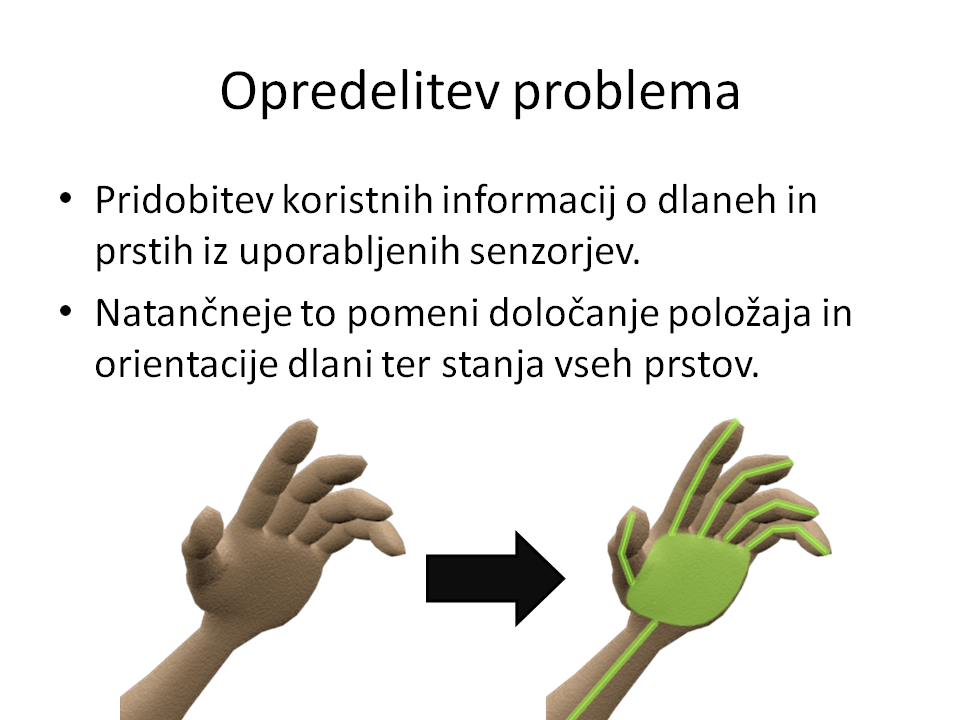 Opredelitev problema
• Pridobitev koristnih informacij o dlaneh in
prstih iz uporabljenih senzorjev.
• Natančneje to pomeni določanje položaja in
orientacije dlani ter stanja vseh prstov.